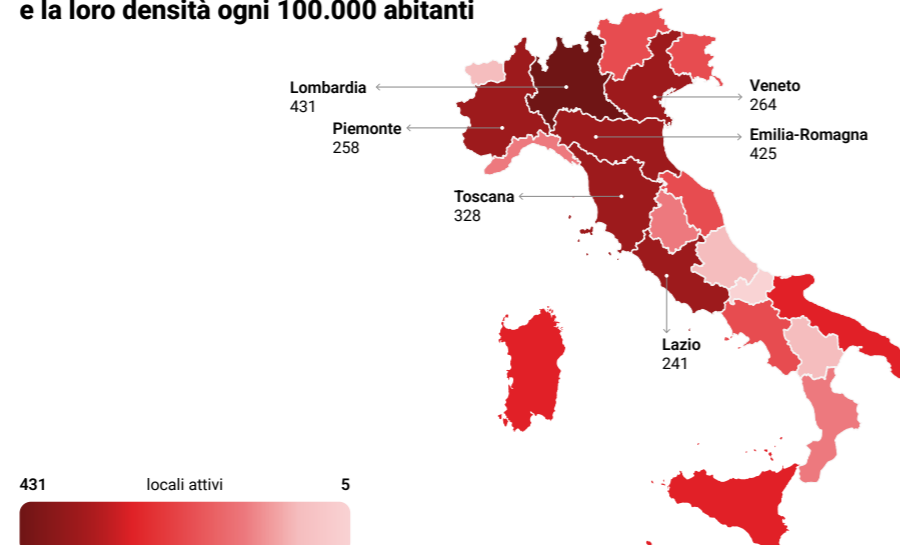 e la loro densità ogni 100.000 abitanti
Lombardia
431
Piemonte
258
Veneto
264
Emilia-Romagna
425
Toscana
328
Lazio
241
431 locali attivi 5